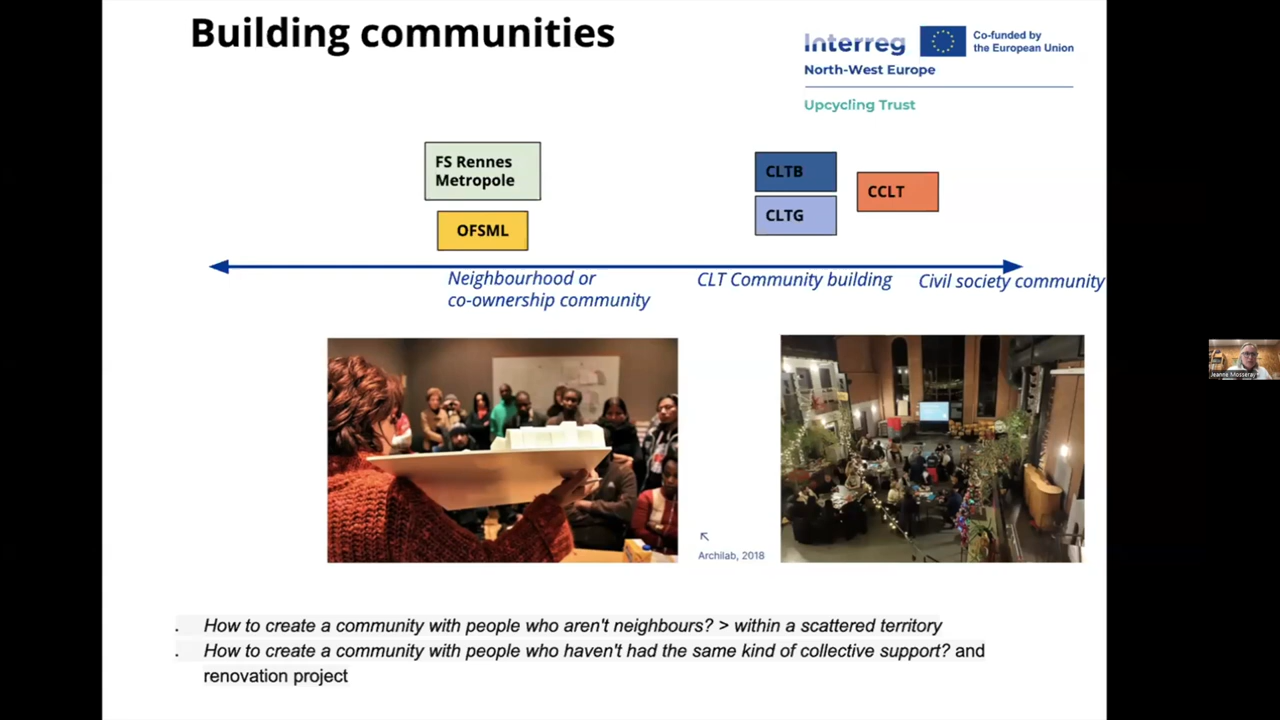 Building communities
Interreg
Co-funded by
the European Union
North-West Europe
Upcycling Trust
FS Rennes
Metropole
OFSML
CLTB
CLTG
CCLT
Neighbourhood or
co-ownership community
CLT Community building
Civil society community
Archilab, 2018
. How to create a community with people who aren't neighbours? > within a scattered territory
. How to create a community with people who haven't had the same kind of collective support? and
renovation project
Jeanne Mosseray